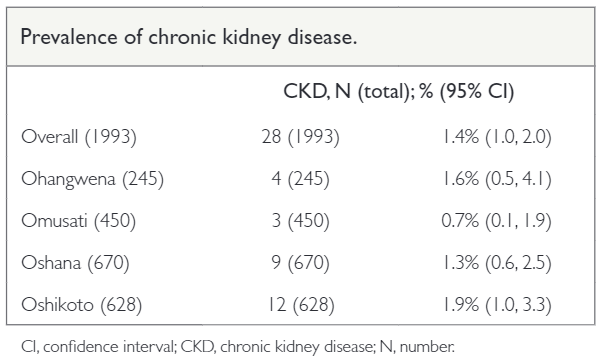 Prevalence of chronic kidney disease.
CKD, N (total); % (95% CI)
Overall (1993) 28 (1993) 1.4% (1.0, 2.0)
Ohangwena (245) 4 (245) 1.6% (0.5, 4.1)
Omusati (450) 3 (450) 0.7% (0.1, 1.9)
Oshana (670) 9 (670) 1.3% (0.6, 2.5)
Oshikoto (628) 12 (628) 1.9% (1.0, 3.3)
CI, confidence interval; CKD, chronic kidney disease; N, number.